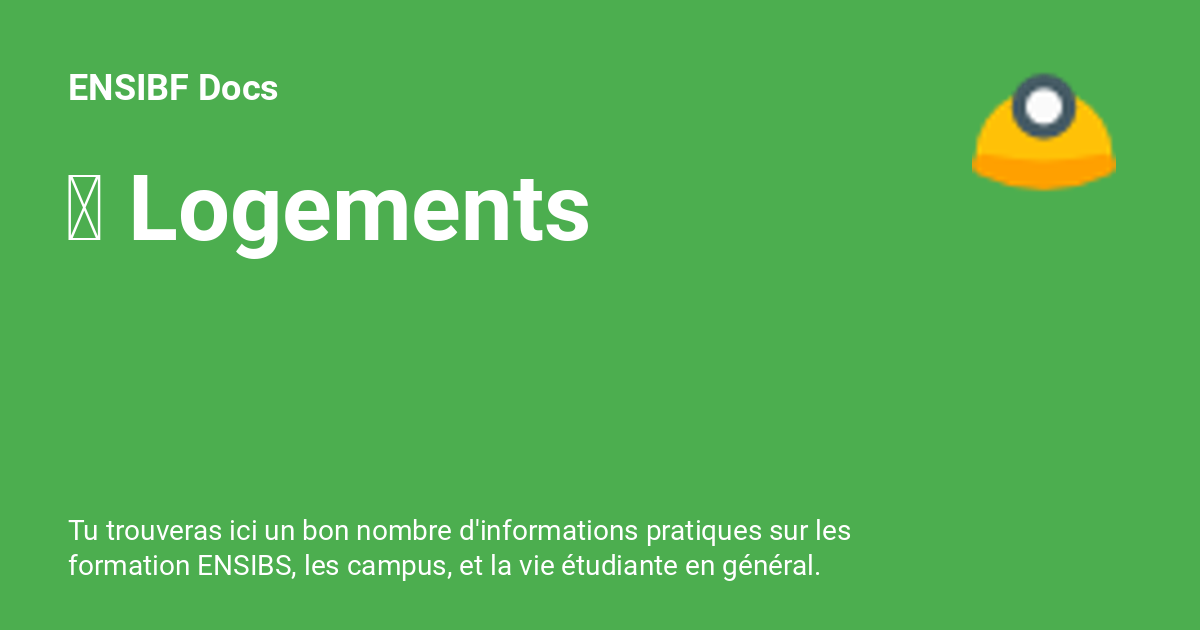 ENSIBF Docs
Logements
Tu trouveras ici un bon nombre d'informations pratiques sur les
formation ENSIBS, les campus, et la vie étudiante en général.